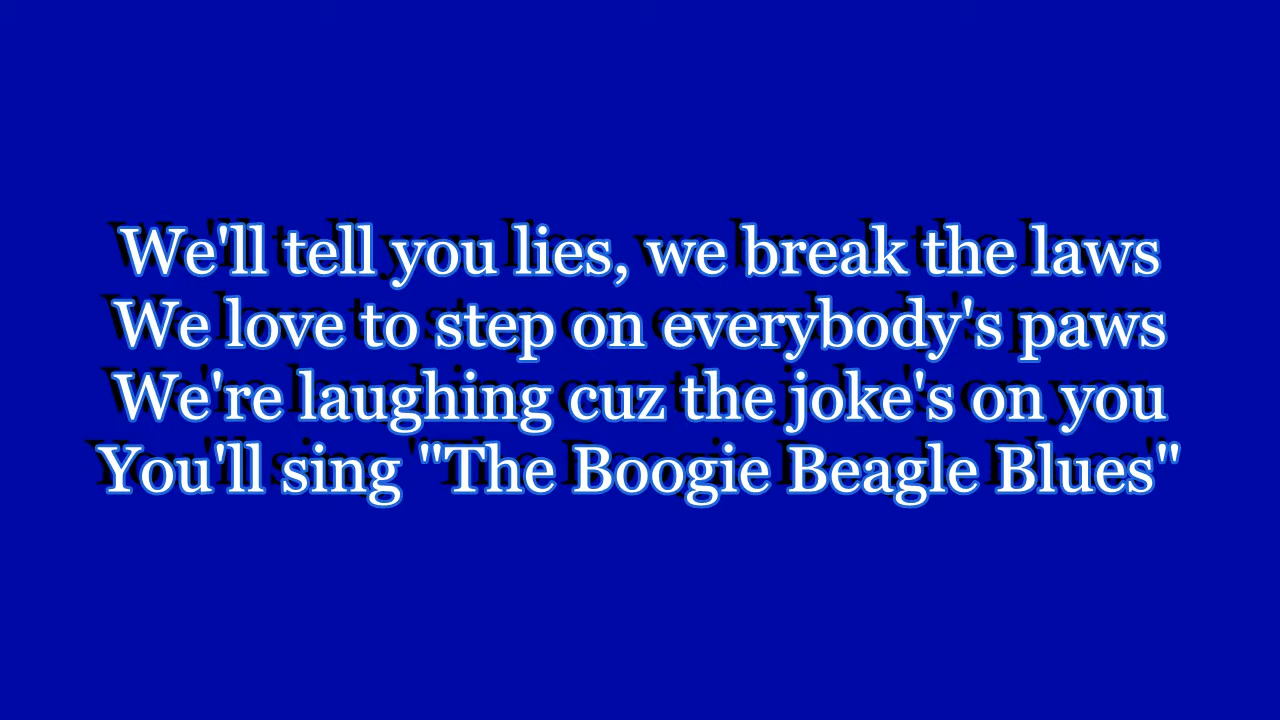 We'll tell you lies, we break the laws
We love to step on everybody's paws
We're laughing cuz the joke's on you
You'll sing "The Boogie Beagle Blues"